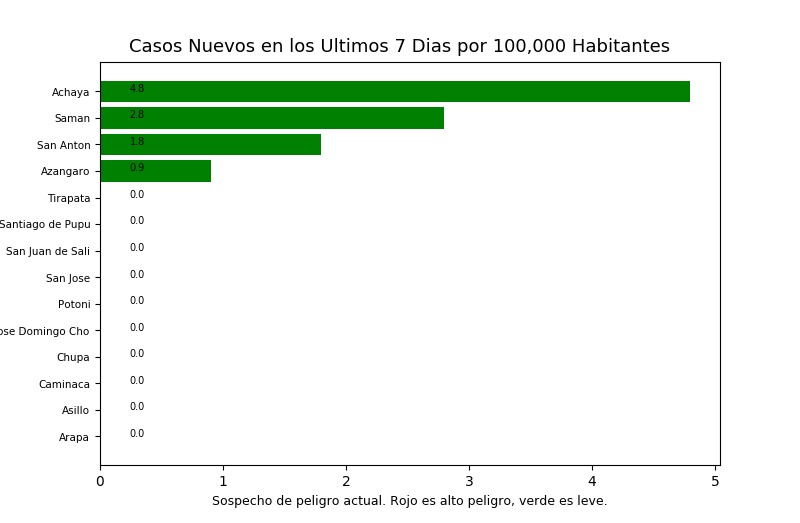 Casos Nuevos en los Ultimos 7 Dias por 100,000 Habitantes
Achaya 4.8
Saman 2.8
San Anton 1.8
Azangaro 0.9
Tirapata 0.0
Santiago de Pupu 0.0
San Juan de Sali 0.0
San Jose 0.0
Potoni 0.0
Domingo Cho 0.0
Chupa 0.0
Caminaca 0.0
Asillo 0.0
Arapa 0.0
0 1 2 3 4 5
Sospecho de peligro actual. Rojo es alto peligro, verde es leve.